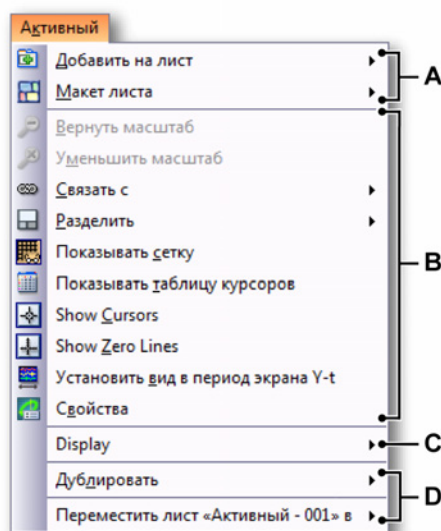 Активный
Добавить на лист
A
Макет листа
Вернуть масштаб
Уменьшить масштаб
Связать с
Разделить
Показывать сетку
B
Показывать таблицу курсоров
Show Cursors
Show Zero Lines
Установить вид в период экрана Y-t
Свойства
Display
C
Дублировать
D
Переместить лист «Активный - 001» в